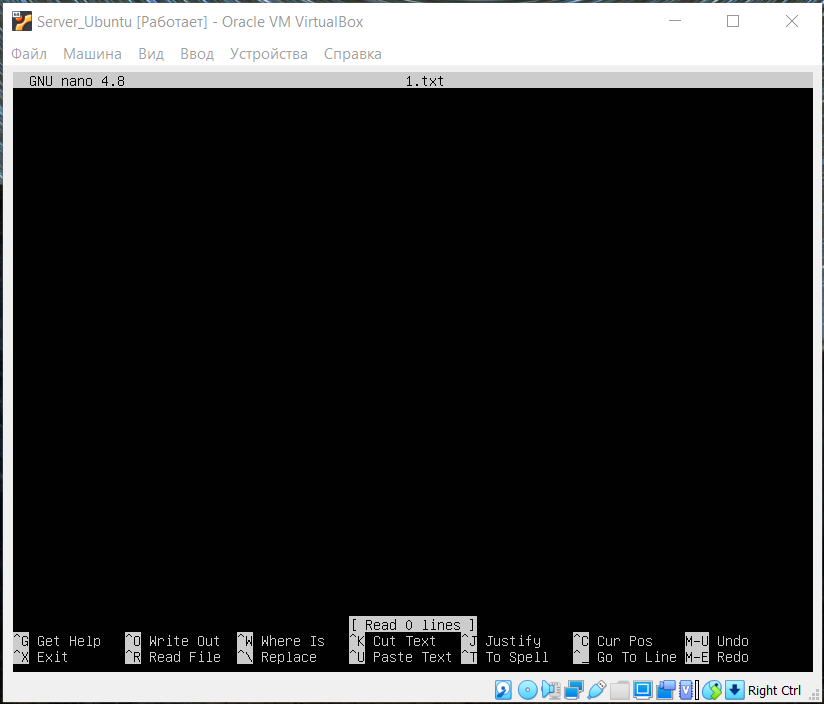 Server_Ubuntu [Работает] - Oracle VM VirtualBox
Файл Машина Вид Ввод Устройства Справка
GNU nano 4.8 1.txt
[ Read 0 lines ]
^G Get Help ^O Write Out ^W Where Is ^K Cut Text ^J Justify ^C Cur Pos M-U Undo
^X Exit ^R Read File ^\ Replace ^U Paste Text ^T To Spell ^_ Go To Line M-E Redo
Right Ctrl